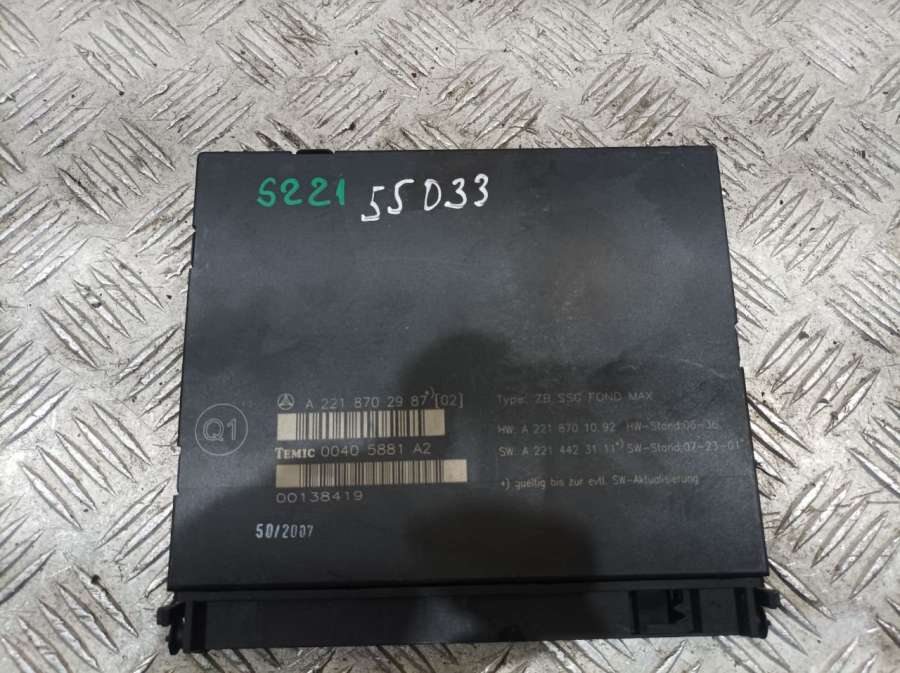 S221 55D33
A 221 870 29 87*)[02]
Type: ZB SSG FOND MAX
HW: A 221 870 10 92 HW-Stand:06-36
Q1
TEMIC 0040 5881 A2
SW: A 221 442 31 11*) SW-Stand:07-23-01*)
*) gueltig bis zur evtl. SW-Aktualisierung
00138419
50/2007